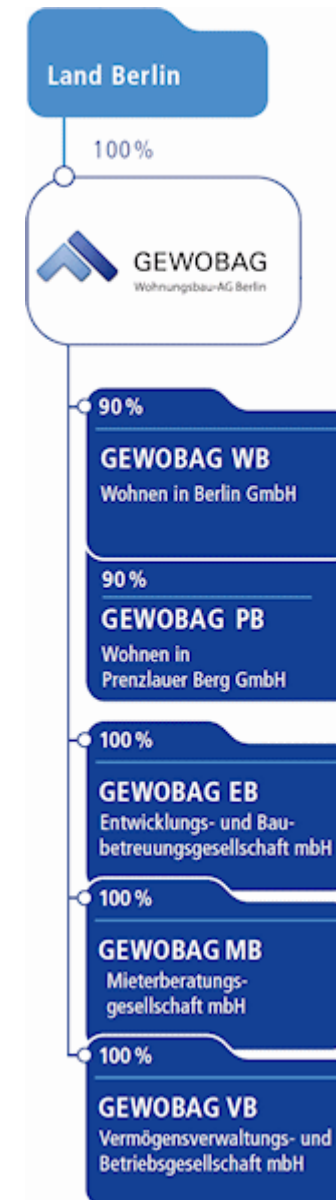 Land Berlin
100%
GEWOBAG
Wohnungsbau-AG Berlin
90%
GEWOBAG WB
Wohnen in Berlin GmbH
90%
GEWOBAG PB
Wohnen in
Prenzlauer Berg GmbH
100%
GEWOBAG EB
Entwicklungs- und Bau-
betreuungsgesellschaft mbH
100%
GEWOBAG MB
Mieterberatungs-
gesellschaft mbH
100%
GEWOBAG VB
Vermögensverwaltungs- und
Betriebsgesellschaft mbH